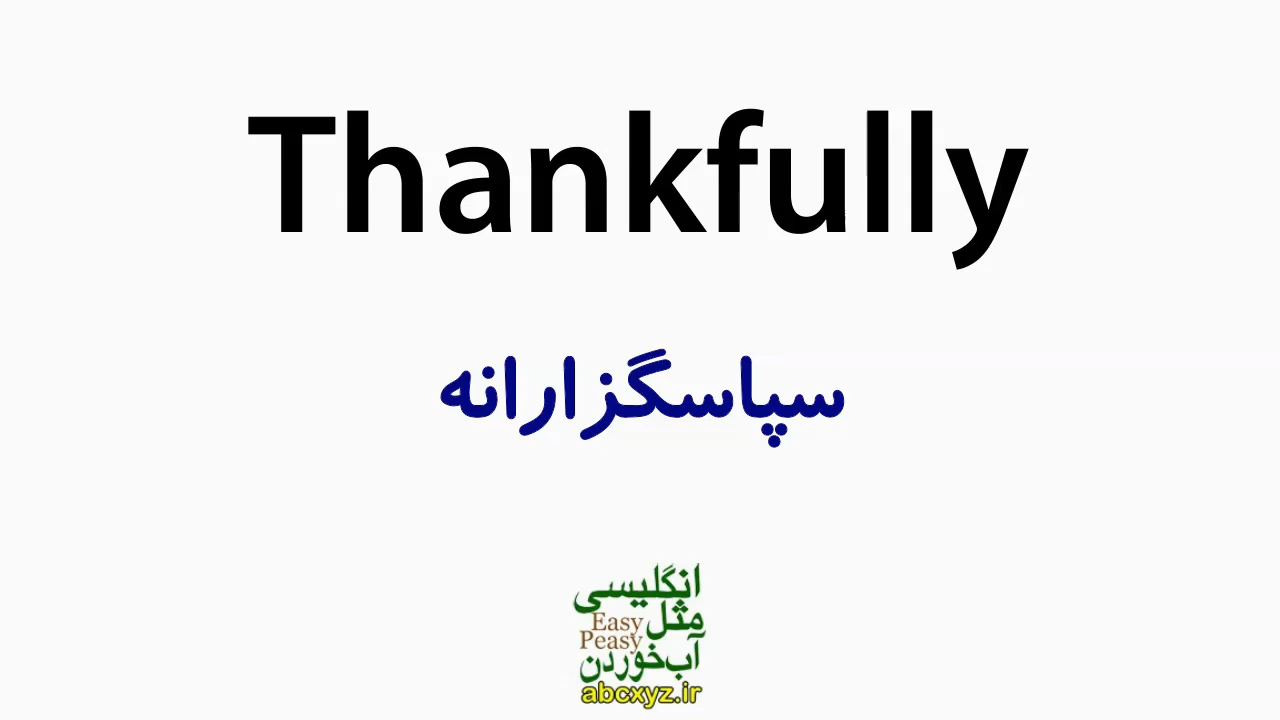 Thankfully
سپاسگزارانه
انگلیسی
مثل Easy
Peasy
آب‌خوردن
abcxyz.ir